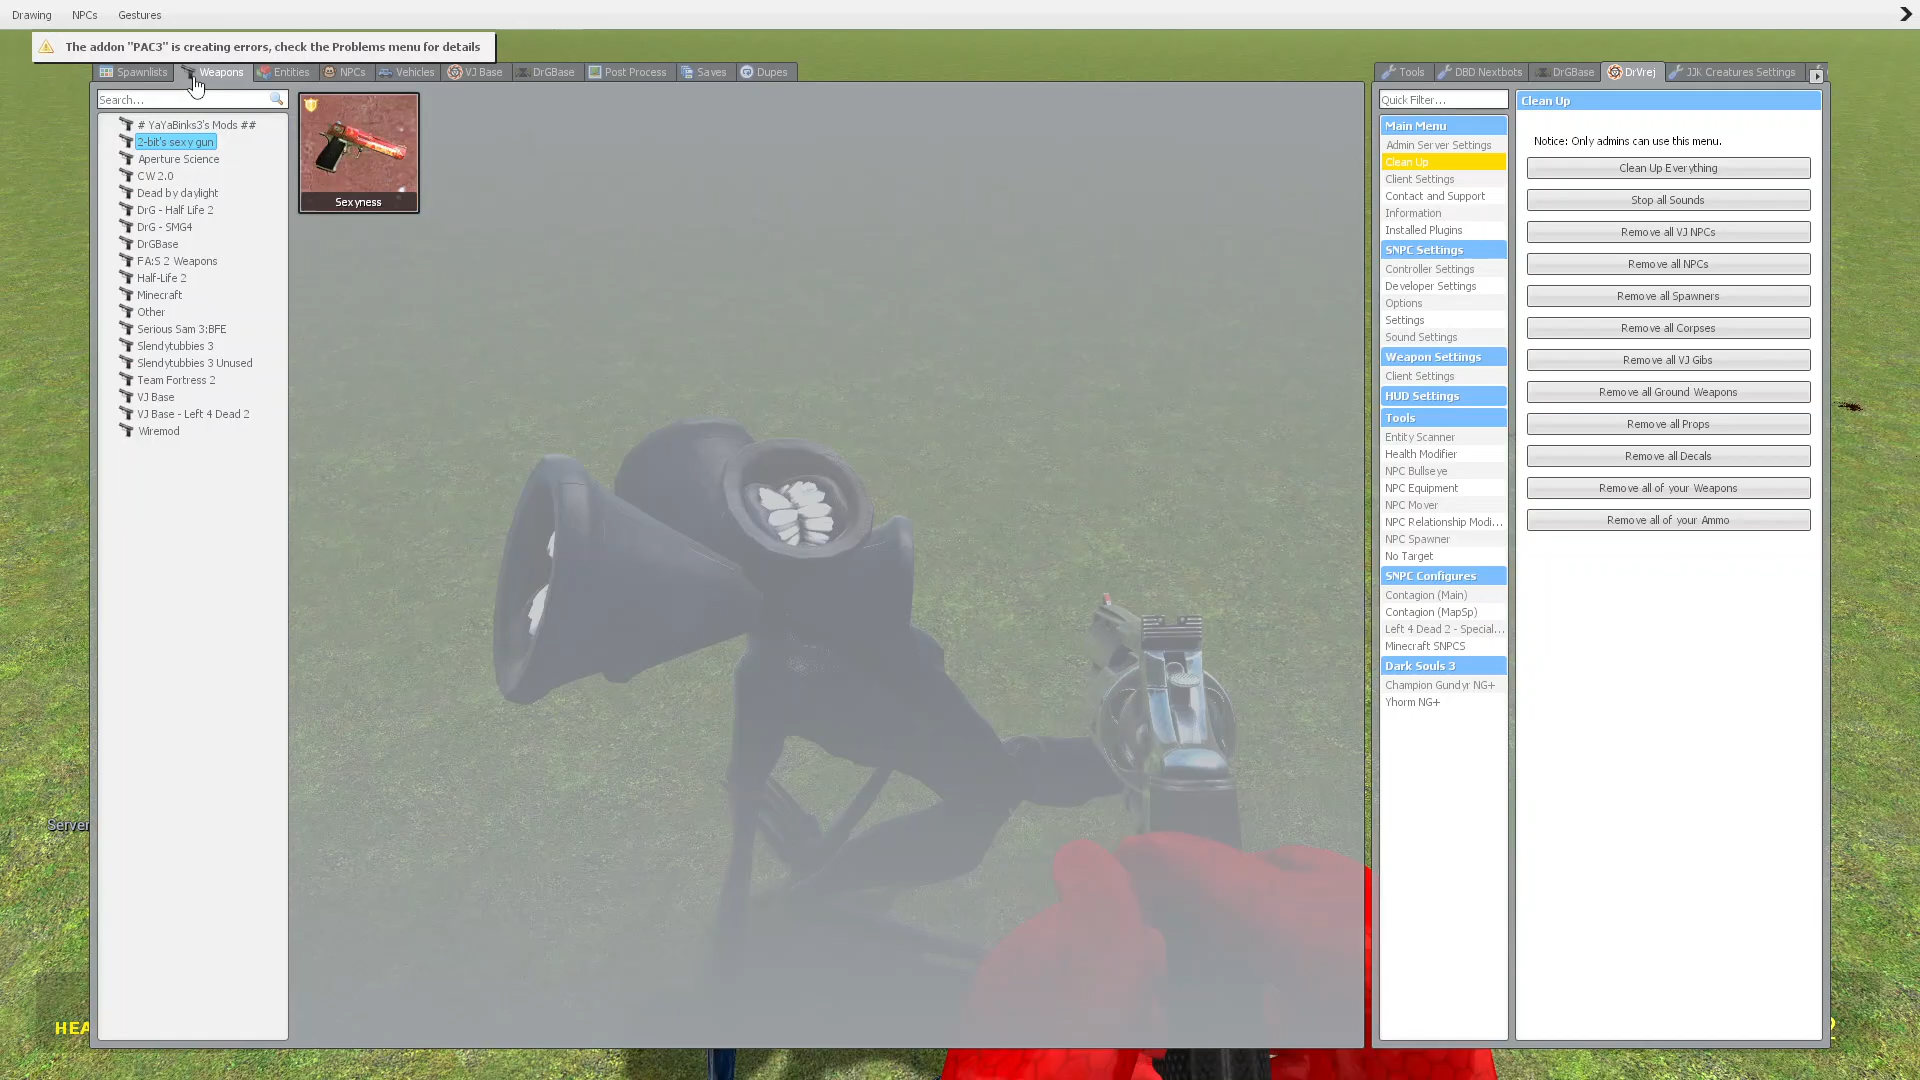 Drawing NPCs Gestures
The addon "PAC3" is creating errors, check the Problems menu for details
Spawnlists Weapons Entities NPCs Vehicles VJ Base DrGBase Post Process Saves Dupes
Search...
# YaYaBinks3's Mods ##
2-bit's sexy gun
Aperture Science
CW 2.0
Dead by daylight
DrG - Half Life 2
DrG - SMG4
DrGBase
FA:S 2 Weapons
Half-Life 2
Minecraft
Other
Serious Sam 3:BFE
Slendytubbies 3
Slendytubbies 3 Unused
Team Fortress 2
VJ Base
VJ Base - Left 4 Dead 2
Wiremod
Sexyness
Server
HEA
Tools DBD Nextbots DrGBase DrVrej JJK Creatures Settings
Quick Filter...
Main Menu
Admin Server Settings
Clean Up
Client Settings
Contact and Support
Information
Installed Plugins
SNPC Settings
Controller Settings
Developer Settings
Options
Settings
Sound Settings
Weapon Settings
Client Settings
HUD Settings
Tools
Entity Scanner
Health Modifier
NPC Bullseye
NPC Equipment
NPC Mover
NPC Relationship Modi...
NPC Spawner
No Target
SNPC Configures
Contagion (Main)
Contagion (MapSp)
Left 4 Dead 2 - Special...
Minecraft SNPCS
Dark Souls 3
Champion Gundyr NG+
Yhorm NG+
Clean Up
Notice: Only admins can use this menu.
Clean Up Everything
Stop all Sounds
Remove all VJ NPCs
Remove all NPCs
Remove all Spawners
Remove all Corpses
Remove all VJ Gibs
Remove all Ground Weapons
Remove all Props
Remove all Decals
Remove all of your Weapons
Remove all of your Ammo